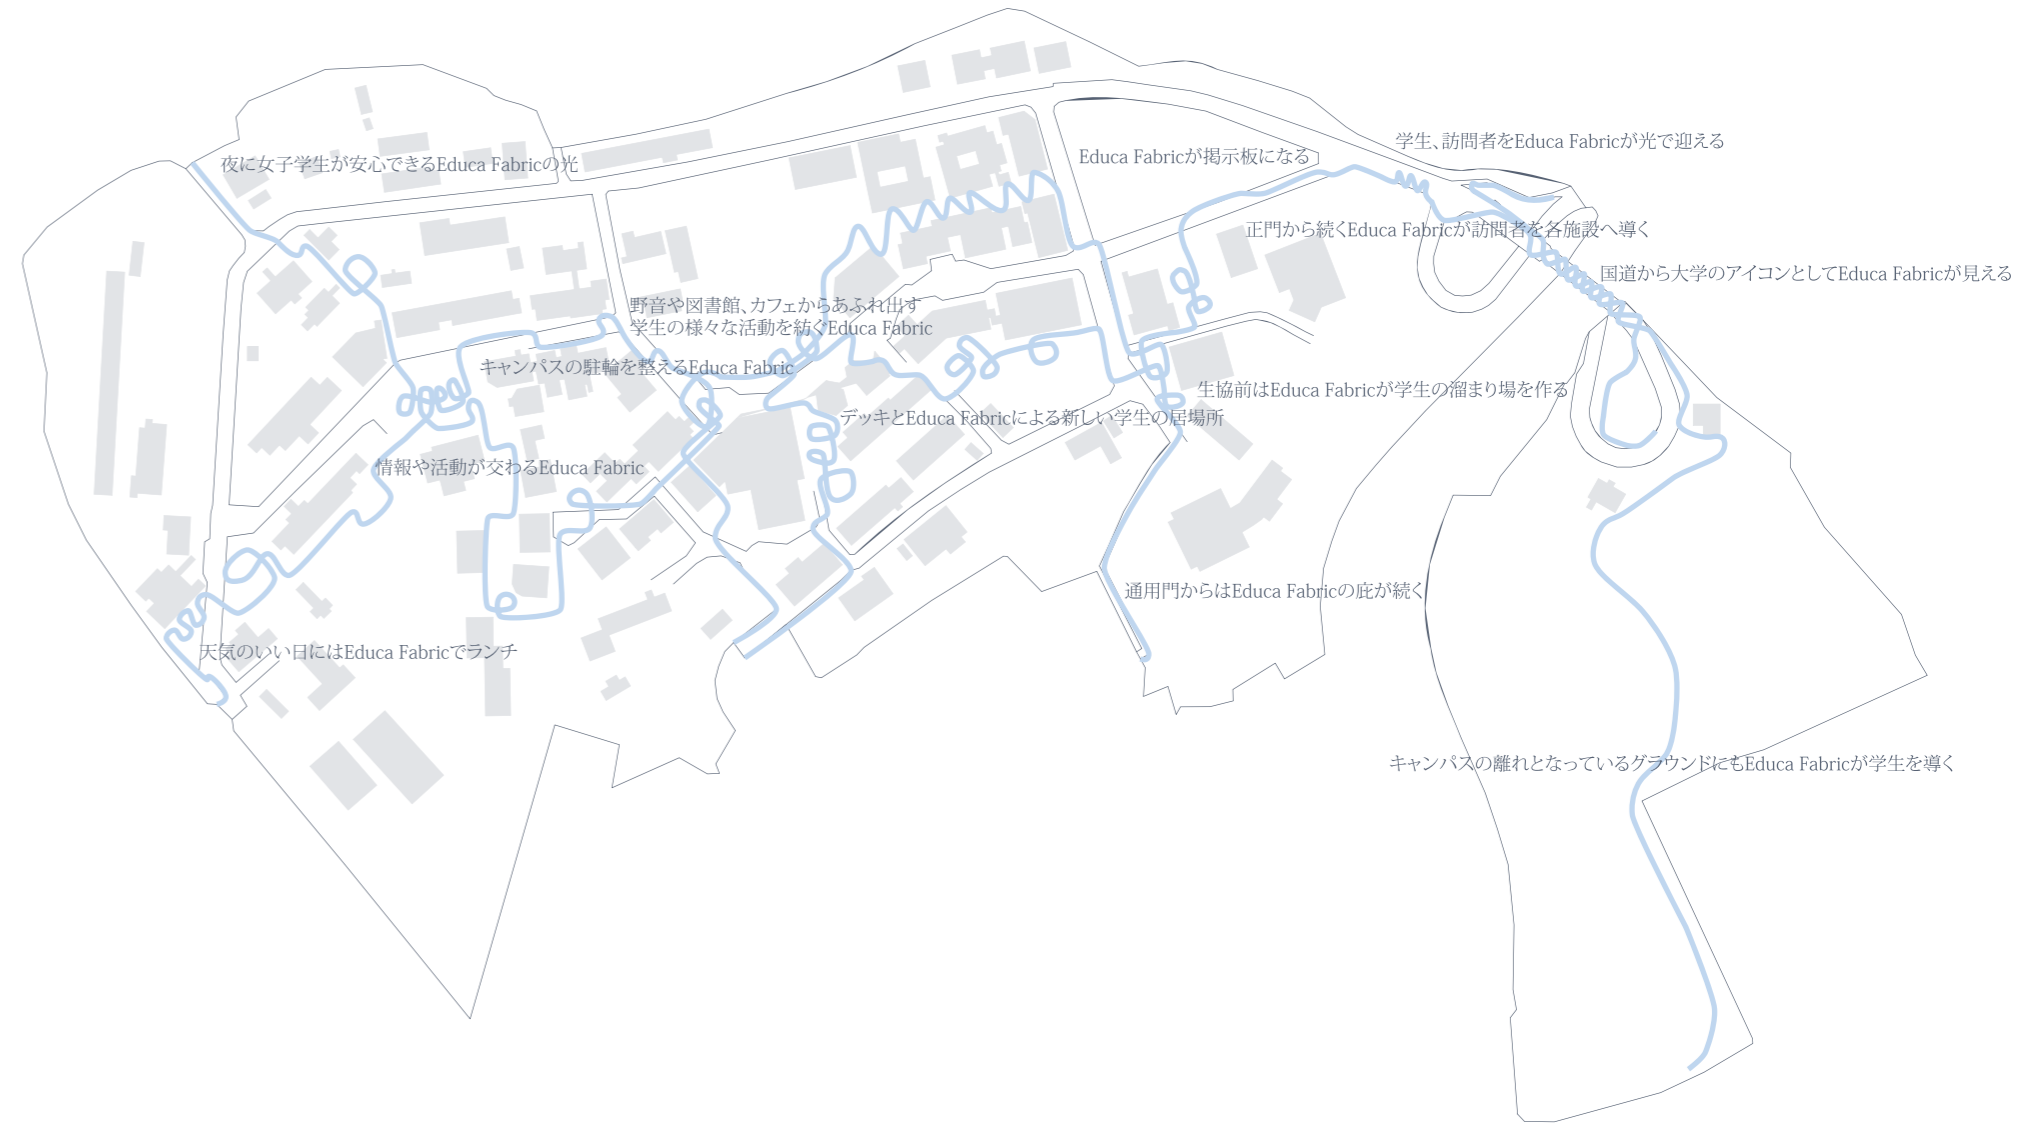 学生、訪問者をEduca Fabricが光で迎える
Educa Fabricが掲示板になる
夜に女子学生が安心できるEduca Fabricの光
正門から続くEduca Fabricが訪問者を各施設へ導く
国道から大学のアイコンとしてEduca Fabricが見える
野音や図書館、カフェからあふれ出す
学生の様々な活動を紡ぐEduca Fabric
キャンパスの駐輪を整えるEduca Fabric
生協前はEduca Fabricが学生の溜まり場を作る
デッキとEduca Fabricによる新しい学生の居場所
情報や活動が交わるEduca Fabric
通用門からはEduca Fabricの庇が続く
天気のいい日にはEduca Fabricでランチ
キャンパスの離れとなっているグラウンドにもEduca Fabricが学生を導く